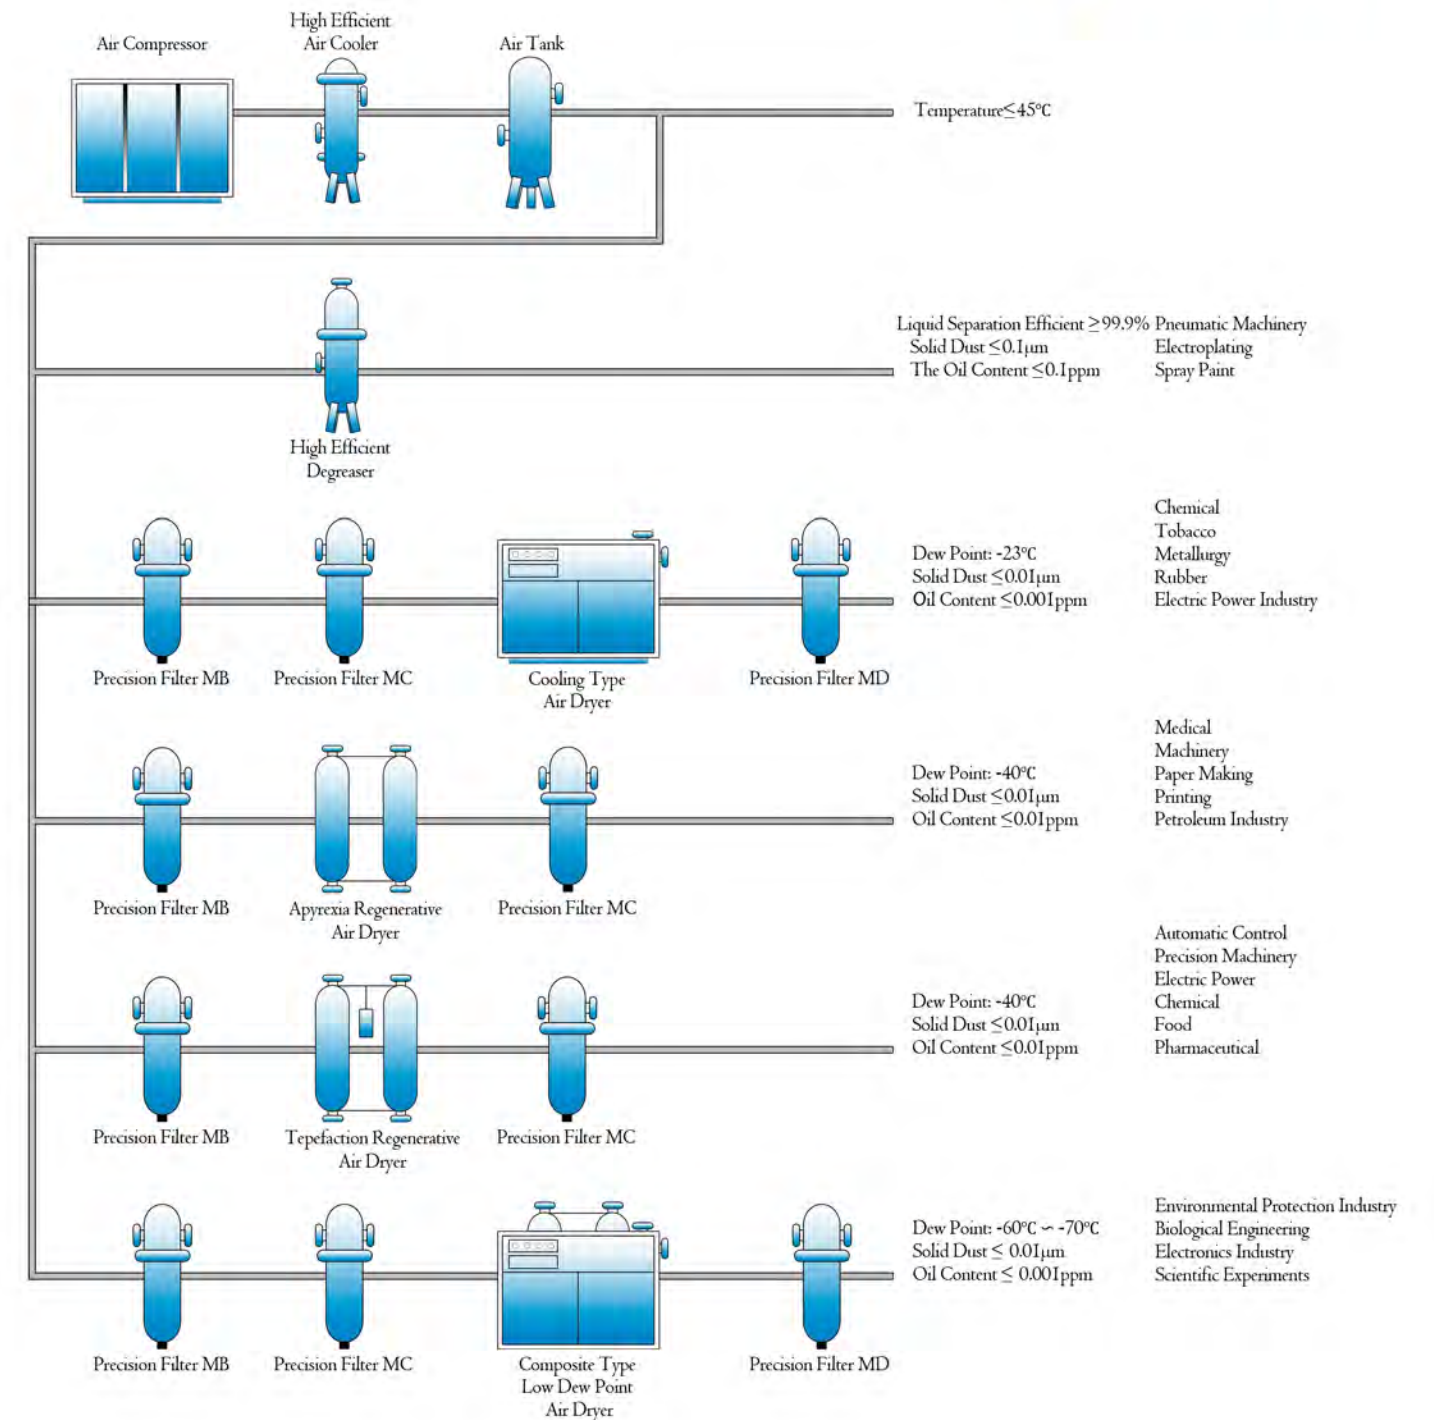 Air Compressor
High Efficient
Air Cooler
Air Tank
Temperature≤45℃
Liquid Separation Efficient ≥99.9%
Solid Dust ≤0.1μm
The Oil Content ≤0.1ppm
Pneumatic Machinery
Electroplating
Spray Paint
High Efficient
Degreaser
Chemical
Tobacco
Metallurgy
Rubber
Electric Power Industry
Dew Point: -23℃
Solid Dust ≤0.01μm
Oil Content ≤0.001ppm
Precision Filter MB
Precision Filter MC
Cooling Type
Air Dryer
Precision Filter MD
Medical
Machinery
Paper Making
Printing
Petroleum Industry
Dew Point: -40℃
Solid Dust ≤0.01μm
Oil Content ≤0.01ppm
Precision Filter MB
Apyrexia Regenerative
Air Dryer
Precision Filter MC
Automatic Control
Precision Machinery
Electric Power
Chemical
Food
Pharmaceutical
Dew Point: -40℃
Solid Dust ≤0.01μm
Oil Content ≤0.01ppm
Precision Filter MB
Tepefaction Regenerative
Air Dryer
Precision Filter MC
Environmental Protection Industry
Biological Engineering
Electronics Industry
Scientific Experiments
Dew Point: -60℃ ~ -70℃
Solid Dust ≤ 0.01μm
Oil Content ≤ 0.001ppm
Precision Filter MB
Precision Filter MC
Composite Type
Low Dew Point
Air Dryer
Precision Filter MD